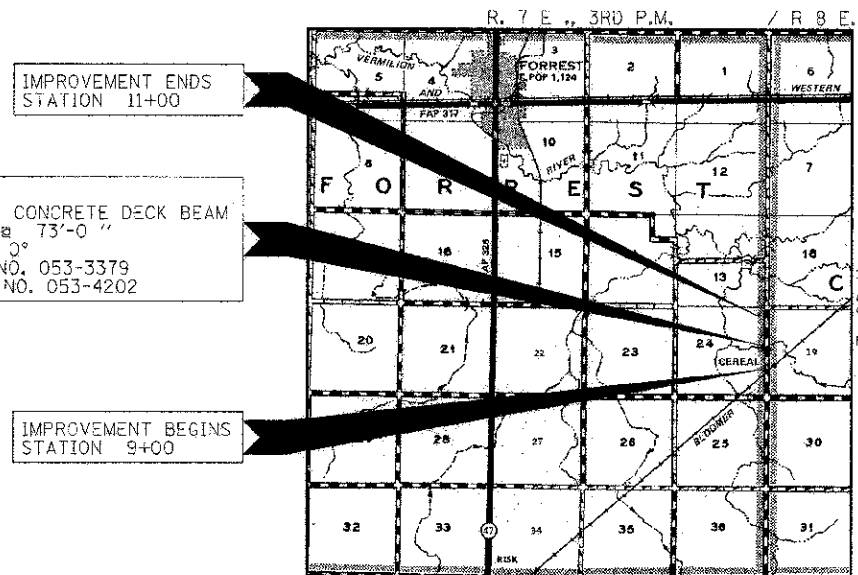 R. 7 E ., 3RD P.M. / R 8 E.
IMPROVEMENT ENDS
STATION 11+00
CONCRETE DECK BEAM
73'-0 "
0°
NO. 053-3379
NO. 053-4202
IMPROVEMENT BEGINS
STATION 9+00
VERMILION
5 4 3 2 1 6
FORREST
POP 1,124
AND
WESTERN
FAP 317
8 10 11 12 7
RIVER
F O R R E S T
16 15 13 18
C
20 21 22 23 24 19
CEREAL
28 27 26 25 30
BLOOMER
32 33 34 35 36 31
47
RISK